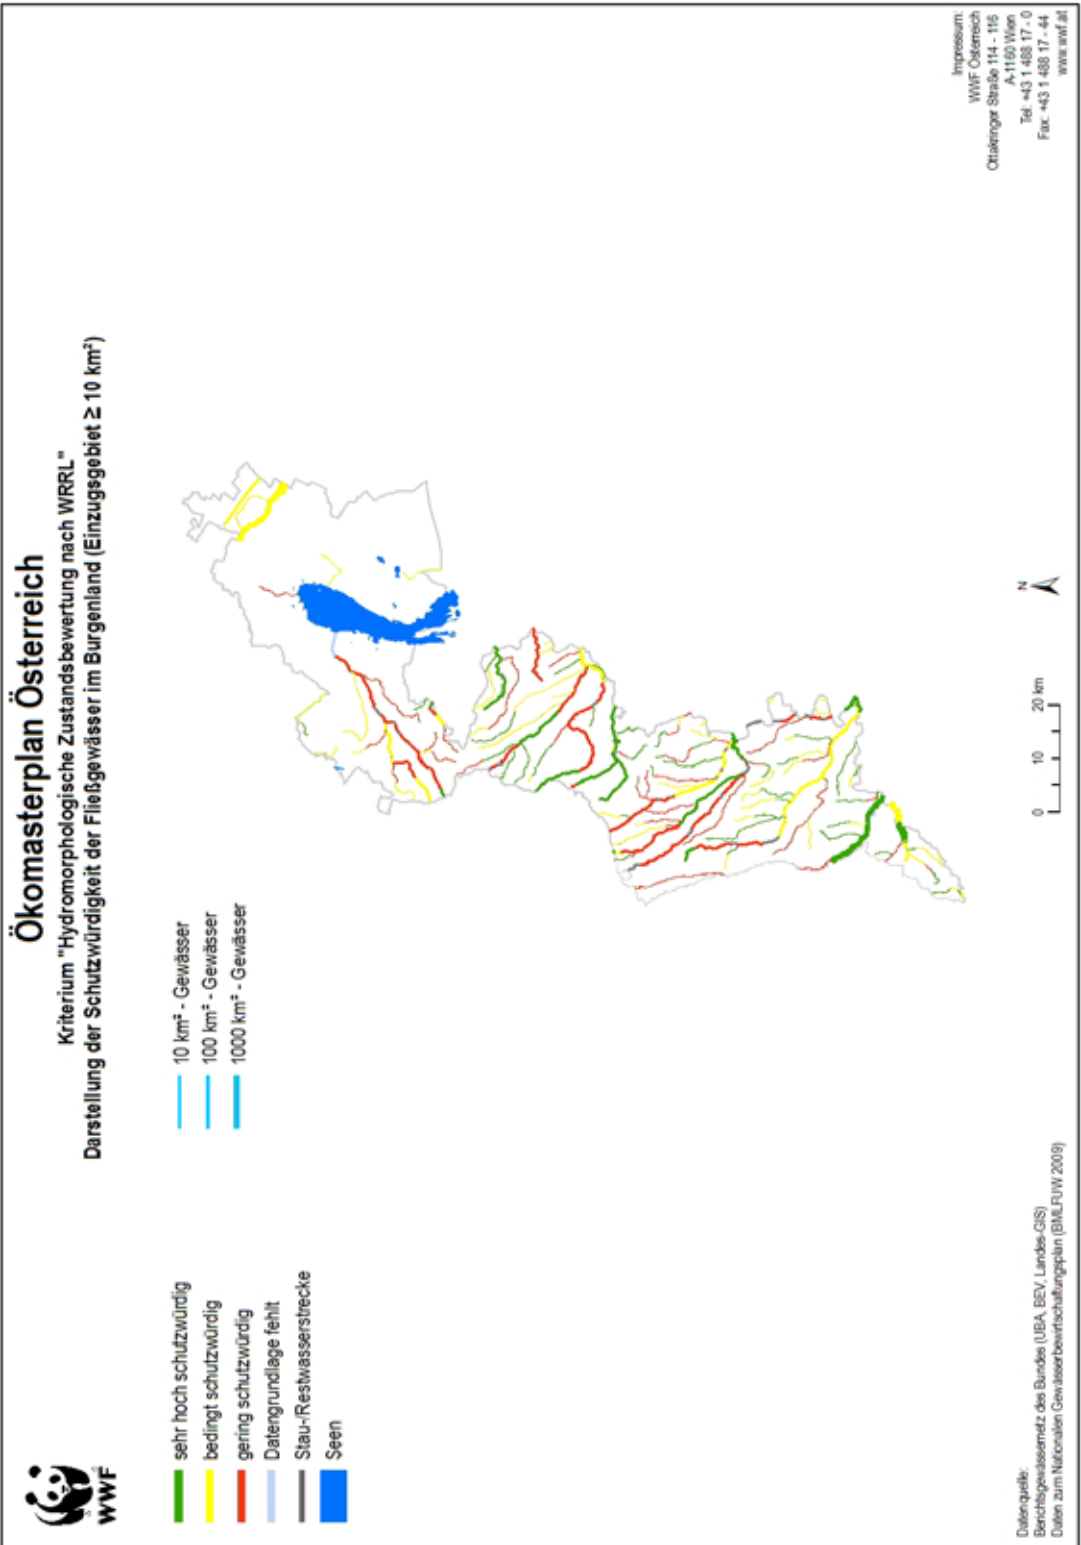 Ökomasterplan Österreich
Kriterium "Hydromorphologische Zustandsbewertung nach WRRL"
Darstellung der Schutzwürdigkeit der Fließgewässer im Burgenland (Einzugsgebiet ≥ 10 km²)
WWF
sehr hoch schutzwürdig
bedingt schutzwürdig
gering schutzwürdig
Datengrundlage fehlt
Stau-/Restwasserstrecke
Seen
10 km² - Gewässer
100 km² - Gewässer
1000 km² - Gewässer
N
0 10 20 km
Datenquelle:
Berichtsgewässernetz des Bundes (UBA, BEV, Landes-GIS)
Daten zum Nationalen Gewässerbewirtschaftungsplan (BMLFUW 2009)
Impressum:
WWF Österreich
Ottakringer Straße 114 - 116
A-1160 Wien
Tel: +43 1 488 17 - 0
Fax: +43 1 488 17 - 44
www.wwf.at